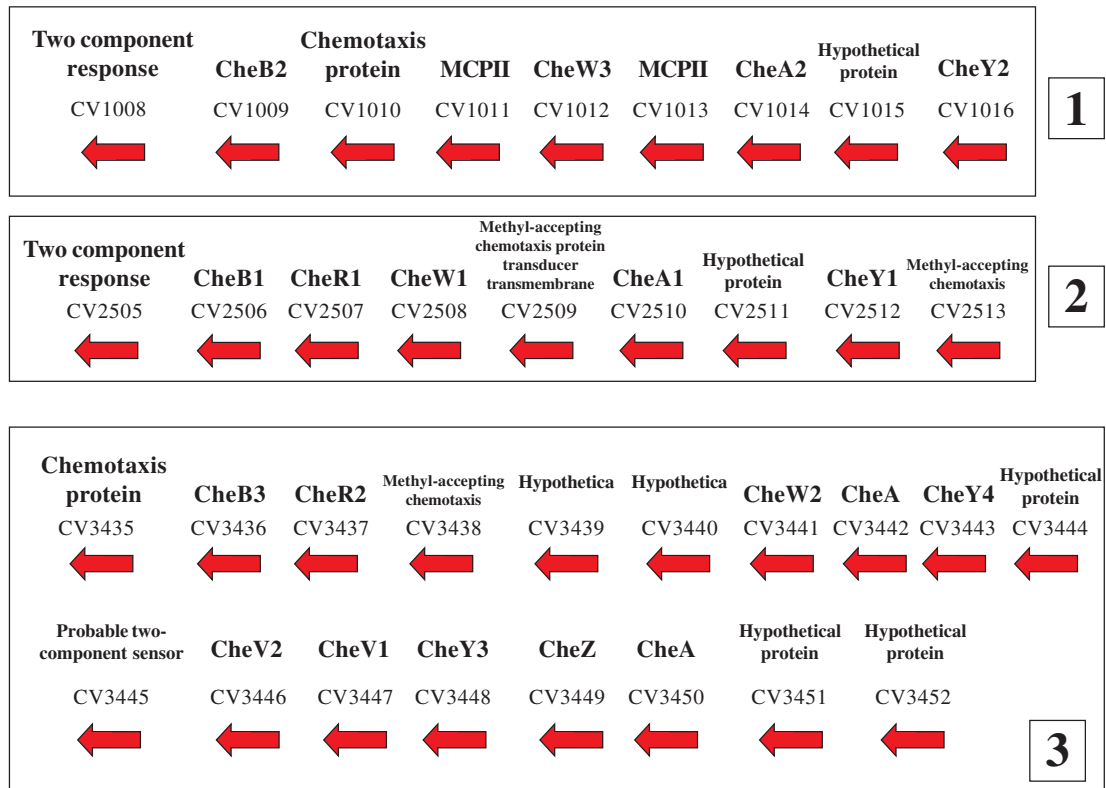 Two component response CheB2 Chemotaxis protein MCPII CheW3 MCPII CheA2 Hypothetical protein CheY2
CV1008 CV1009 CV1010 CV1011 CV1012 CV1013 CV1014 CV1015 CV1016
1
Two component response CheB1 CheR1 CheW1 Methyl-accepting chemotaxis protein transducer transmembrane CheA1 Hypothetical protein CheY1 Methyl-accepting chemotaxis
CV2505 CV2506 CV2507 CV2508 CV2509 CV2510 CV2511 CV2512 CV2513
2
Chemotaxis protein CheB3 CheR2 Methyl-accepting chemotaxis Hypothetica Hypothetica CheW2 CheA CheY4 Hypothetical protein
CV3435 CV3436 CV3437 CV3438 CV3439 CV3440 CV3441 CV3442 CV3443 CV3444
Probable two-component sensor CheV2 CheV1 CheY3 CheZ CheA Hypothetical protein Hypothetical protein
CV3445 CV3446 CV3447 CV3448 CV3449 CV3450 CV3451 CV3452
3